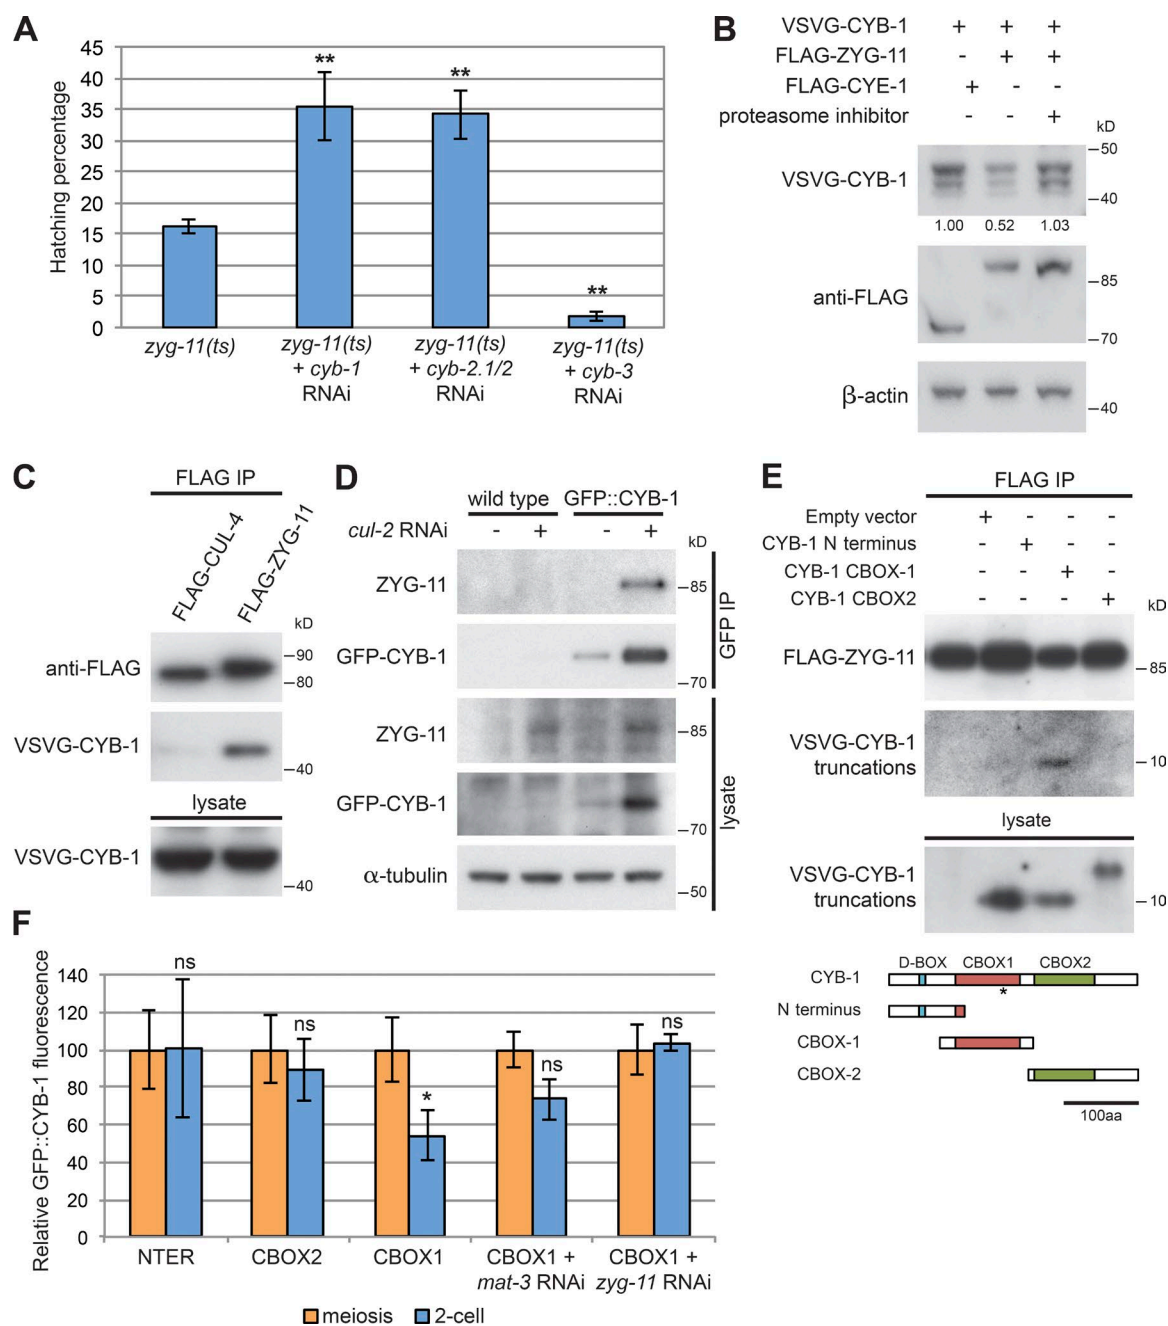 A
45
40
35
30
25
20
15
10
5
0
Hatching percentage
**
**
**
zyg-11(ts)
zyg-11(ts)
+ cyb-1
RNAi
zyg-11(ts)
+ cyb-2.1/2
RNAi
zyg-11(ts)
+ cyb-3
RNAi
B
VSVG-CYB-1 + + +
FLAG-ZYG-11 - + +
FLAG-CYE-1 + - -
proteasome inhibitor - - +
kD
VSVG-CYB-1
–50
–40
1.00 0.52 1.03
anti-FLAG
–85
–70
β-actin
–40
C
FLAG IP
FLAG-CUL-4
FLAG-ZYG-11
kD
anti-FLAG
–90
–80
VSVG-CYB-1
–40
lysate
VSVG-CYB-1
–40
D
wild type GFP::CYB-1
cul-2 RNAi - + - +
kD
ZYG-11
–85
GFP-CYB-1
–70
GFP IP
ZYG-11
–85
GFP-CYB-1
–70
α-tubulin
–50
lysate
E
FLAG IP
Empty vector + - - -
CYB-1 N terminus - + - -
CYB-1 CBOX-1 - - + -
CYB-1 CBOX2 - - - +
kD
FLAG-ZYG-11
–85
VSVG-CYB-1
truncations
–10
lysate
VSVG-CYB-1
truncations
–10
D-BOX CBOX1 CBOX2
CYB-1
*
N terminus
CBOX-1
CBOX-2
100aa
F
Relative GFP::CYB-1 fluorescence
140
120
100
80
60
40
20
0
ns
ns
*
ns
ns
NTER
CBOX2
CBOX1
CBOX1 +
mat-3 RNAi
CBOX1 +
zyg-11 RNAi
meiosis 2-cell